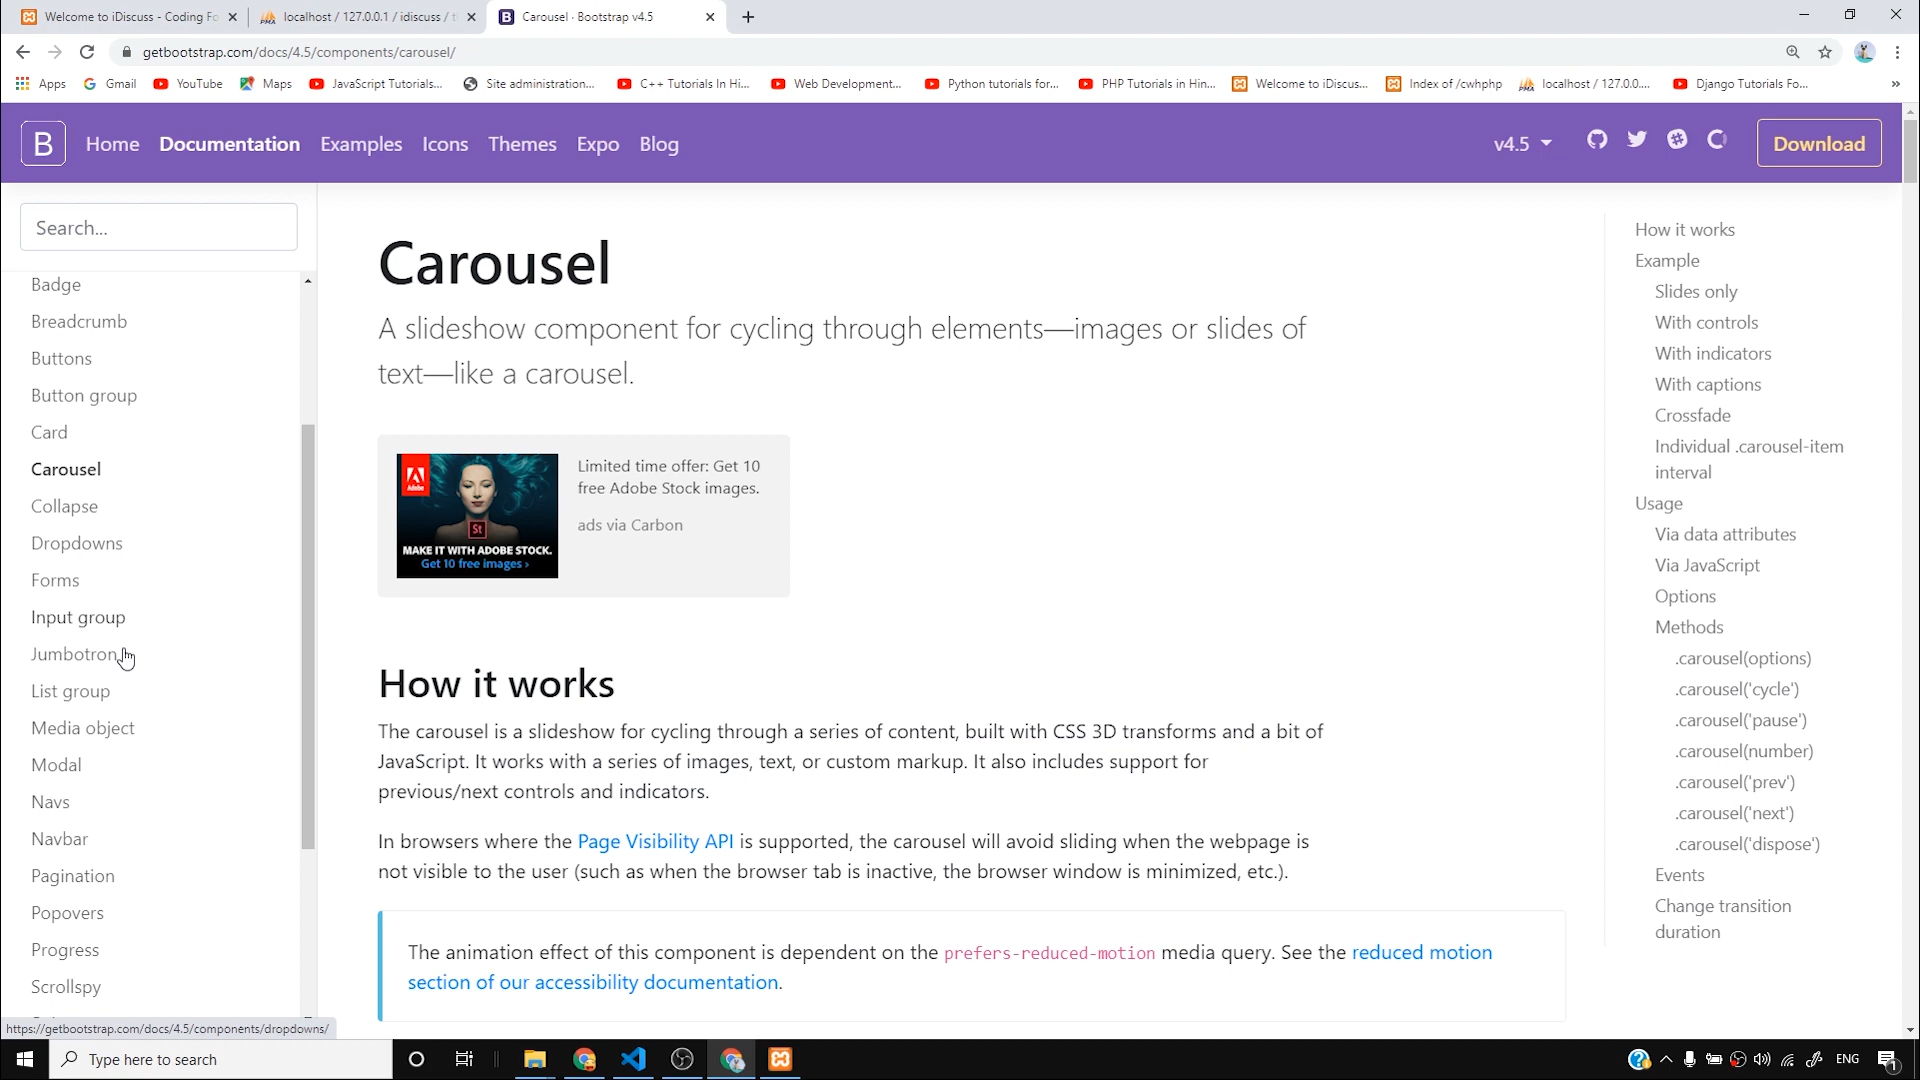 Welcome to iDiscuss - Coding Fo
localhost / 127.0.0.1 / idiscuss / t
Carousel · Bootstrap v4.5
getbootstrap.com/docs/4.5/components/carousel/
Apps
Gmail
YouTube
Maps
JavaScript Tutorials...
Site administration...
C++ Tutorials In Hi...
Web Development...
Python tutorials for...
PHP Tutorials in Hin...
Welcome to iDiscus...
Index of /cwhphp
localhost / 127.0.0....
Django Tutorials Fo...
B
Home
Documentation
Examples
Icons
Themes
Expo
Blog
v4.5
Download
Search...
Badge
Breadcrumb
Buttons
Button group
Card
Carousel
Collapse
Dropdowns
Forms
Input group
Jumbotron
List group
Media object
Modal
Navs
Navbar
Pagination
Popovers
Progress
Scrollspy
https://getbootstrap.com/docs/4.5/components/dropdowns/
Carousel
A slideshow component for cycling through elements—images or slides of
text—like a carousel.
Adobe
St
MAKE IT WITH ADOBE STOCK.
Get 10 free images ›
Limited time offer: Get 10
free Adobe Stock images.
ads via Carbon
How it works
The carousel is a slideshow for cycling through a series of content, built with CSS 3D transforms and a bit of
JavaScript. It works with a series of images, text, or custom markup. It also includes support for
previous/next controls and indicators.
In browsers where the Page Visibility API is supported, the carousel will avoid sliding when the webpage is
not visible to the user (such as when the browser tab is inactive, the browser window is minimized, etc.).
The animation effect of this component is dependent on the prefers-reduced-motion media query. See the reduced motion
section of our accessibility documentation.
How it works
Example
Slides only
With controls
With indicators
With captions
Crossfade
Individual .carousel-item
interval
Usage
Via data attributes
Via JavaScript
Options
Methods
.carousel(options)
.carousel('cycle')
.carousel('pause')
.carousel(number)
.carousel('prev')
.carousel('next')
.carousel('dispose')
Events
Change transition
duration
Type here to search
ENG
1